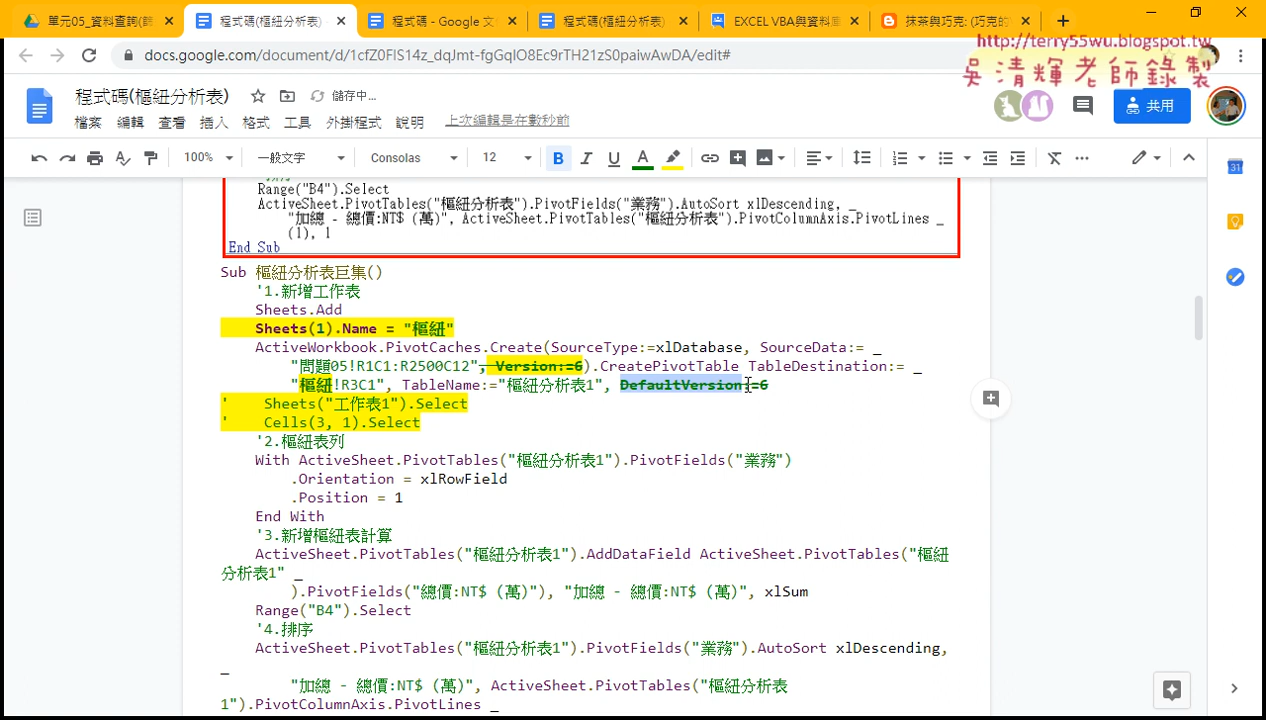 單元05_資料查詢(節
程式碼(樞紐分析表)
程式碼 - Google 文
程式碼(樞紐分析表)
EXCEL VBA與資料庫
抹茶與巧克: (巧克的
docs.google.com/document/d/1cfZ0FlS14z_dqJmt-fgGqIO8Ec9rTH21zS0paiwAwDA/edit#
http://terry55wu.blogspot.tw
吳清輝老師錄製
程式碼(樞紐分析表)
儲存中…
檔案 編輯 查看 插入 格式 工具 外掛程式 說明 上次編輯是在數秒前
共用
100% 一般文字 Consolas 12 B I U A
Range("B4").Select
ActiveSheet.PivotTables("樞紐分析表").PivotFields("業務").AutoSort xlDescending, _
"加總 - 總價:NT$ (萬)", ActiveSheet.PivotTables("樞紐分析表").PivotColumnAxis.PivotLines _
(1), 1
End Sub
Sub 樞紐分析表巨集()
'1.新增工作表
Sheets.Add
Sheets(1).Name = "樞紐"
ActiveWorkbook.PivotCaches.Create(SourceType:=xlDatabase, SourceData:= _
"問題05!R1C1:R2500C12", Version:=6).CreatePivotTable TableDestination:= _
"樞紐!R3C1", TableName:="樞紐分析表1", DefaultVersion:=6
' Sheets("工作表1").Select
' Cells(3, 1).Select
'2.樞紐表列
With ActiveSheet.PivotTables("樞紐分析表1").PivotFields("業務")
.Orientation = xlRowField
.Position = 1
End With
'3.新增樞紐表計算
ActiveSheet.PivotTables("樞紐分析表1").AddDataField ActiveSheet.PivotTables("樞紐
分析表1" _
).PivotFields("總價:NT$ (萬)"), "加總 - 總價:NT$ (萬)", xlSum
Range("B4").Select
'4.排序
ActiveSheet.PivotTables("樞紐分析表1").PivotFields("業務").AutoSort xlDescending,
_
"加總 - 總價:NT$ (萬)", ActiveSheet.PivotTables("樞紐分析表
1").PivotColumnAxis.PivotLines _